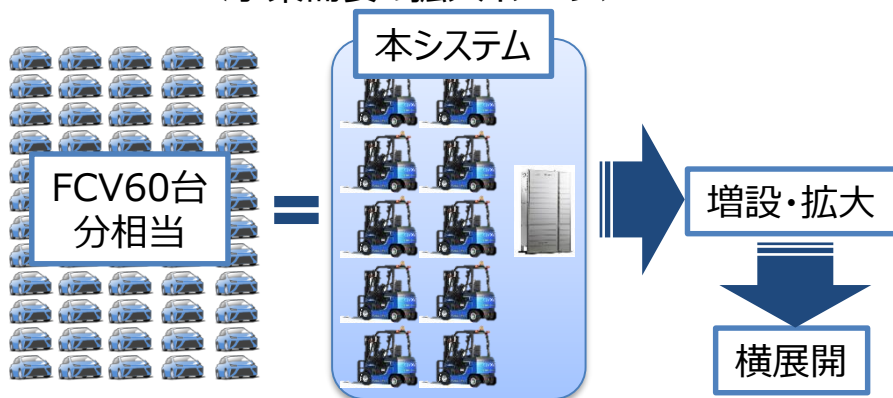 本システム
FCV60台
分相当
=
増設・拡大
横展開